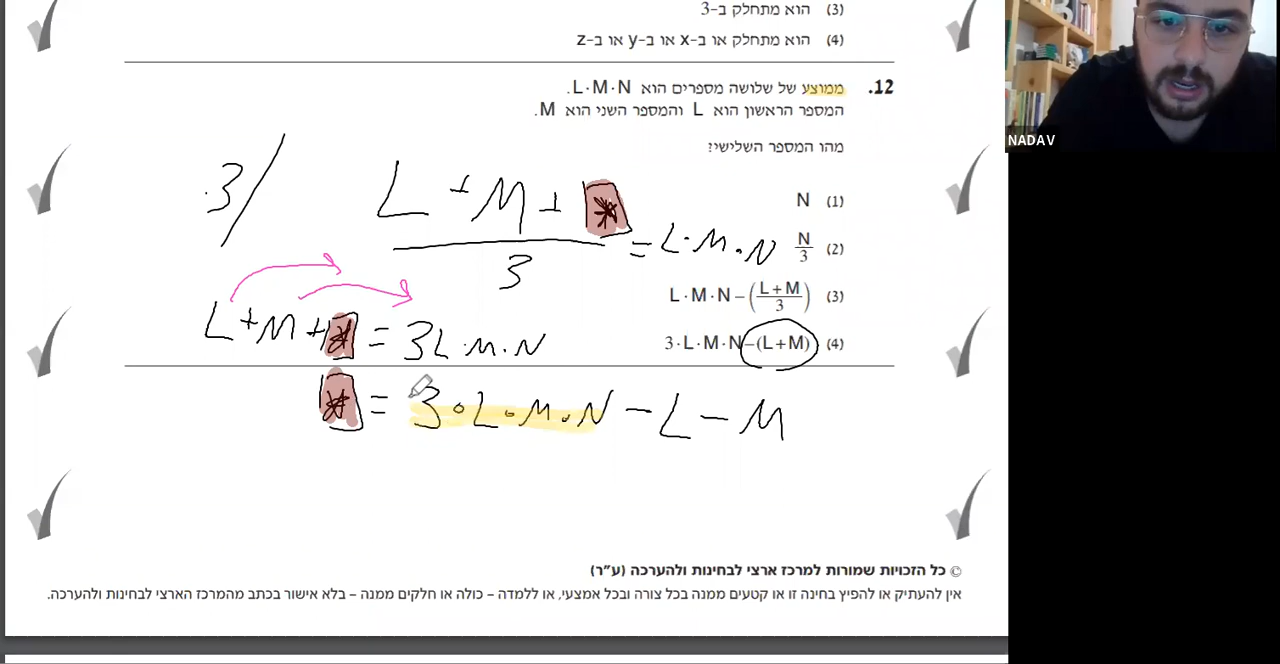 (3) הוא מתחלק ב-3
(4) הוא מתחלק או ב-x או ב-y או ב-z
12. ממוצע של שלושה מספרים הוא L·M·N.
המספר הראשון הוא L והמספר השני הוא M.
מהו המספר השלישי?
(1) N
(2) N/3
(3) L·M·N–(L+M/3)
(4) 3·L·M·N–(L+M)
·3/
L + M + * / 3 = L·M·N
L+M+* = 3L·M·N
* = 3·L·M·N – L – M
© כל הזכויות שמורות למרכז ארצי לבחינות ולהערכה (ע"ר)
אין להעתיק או להפיץ בחינה זו או קטעים ממנה בכל צורה ובכל אמצעי, או ללמדה – כולה או חלקים ממנה – בלא אישור בכתב מהמרכז הארצי לבחינות ולהערכה.
NADAV